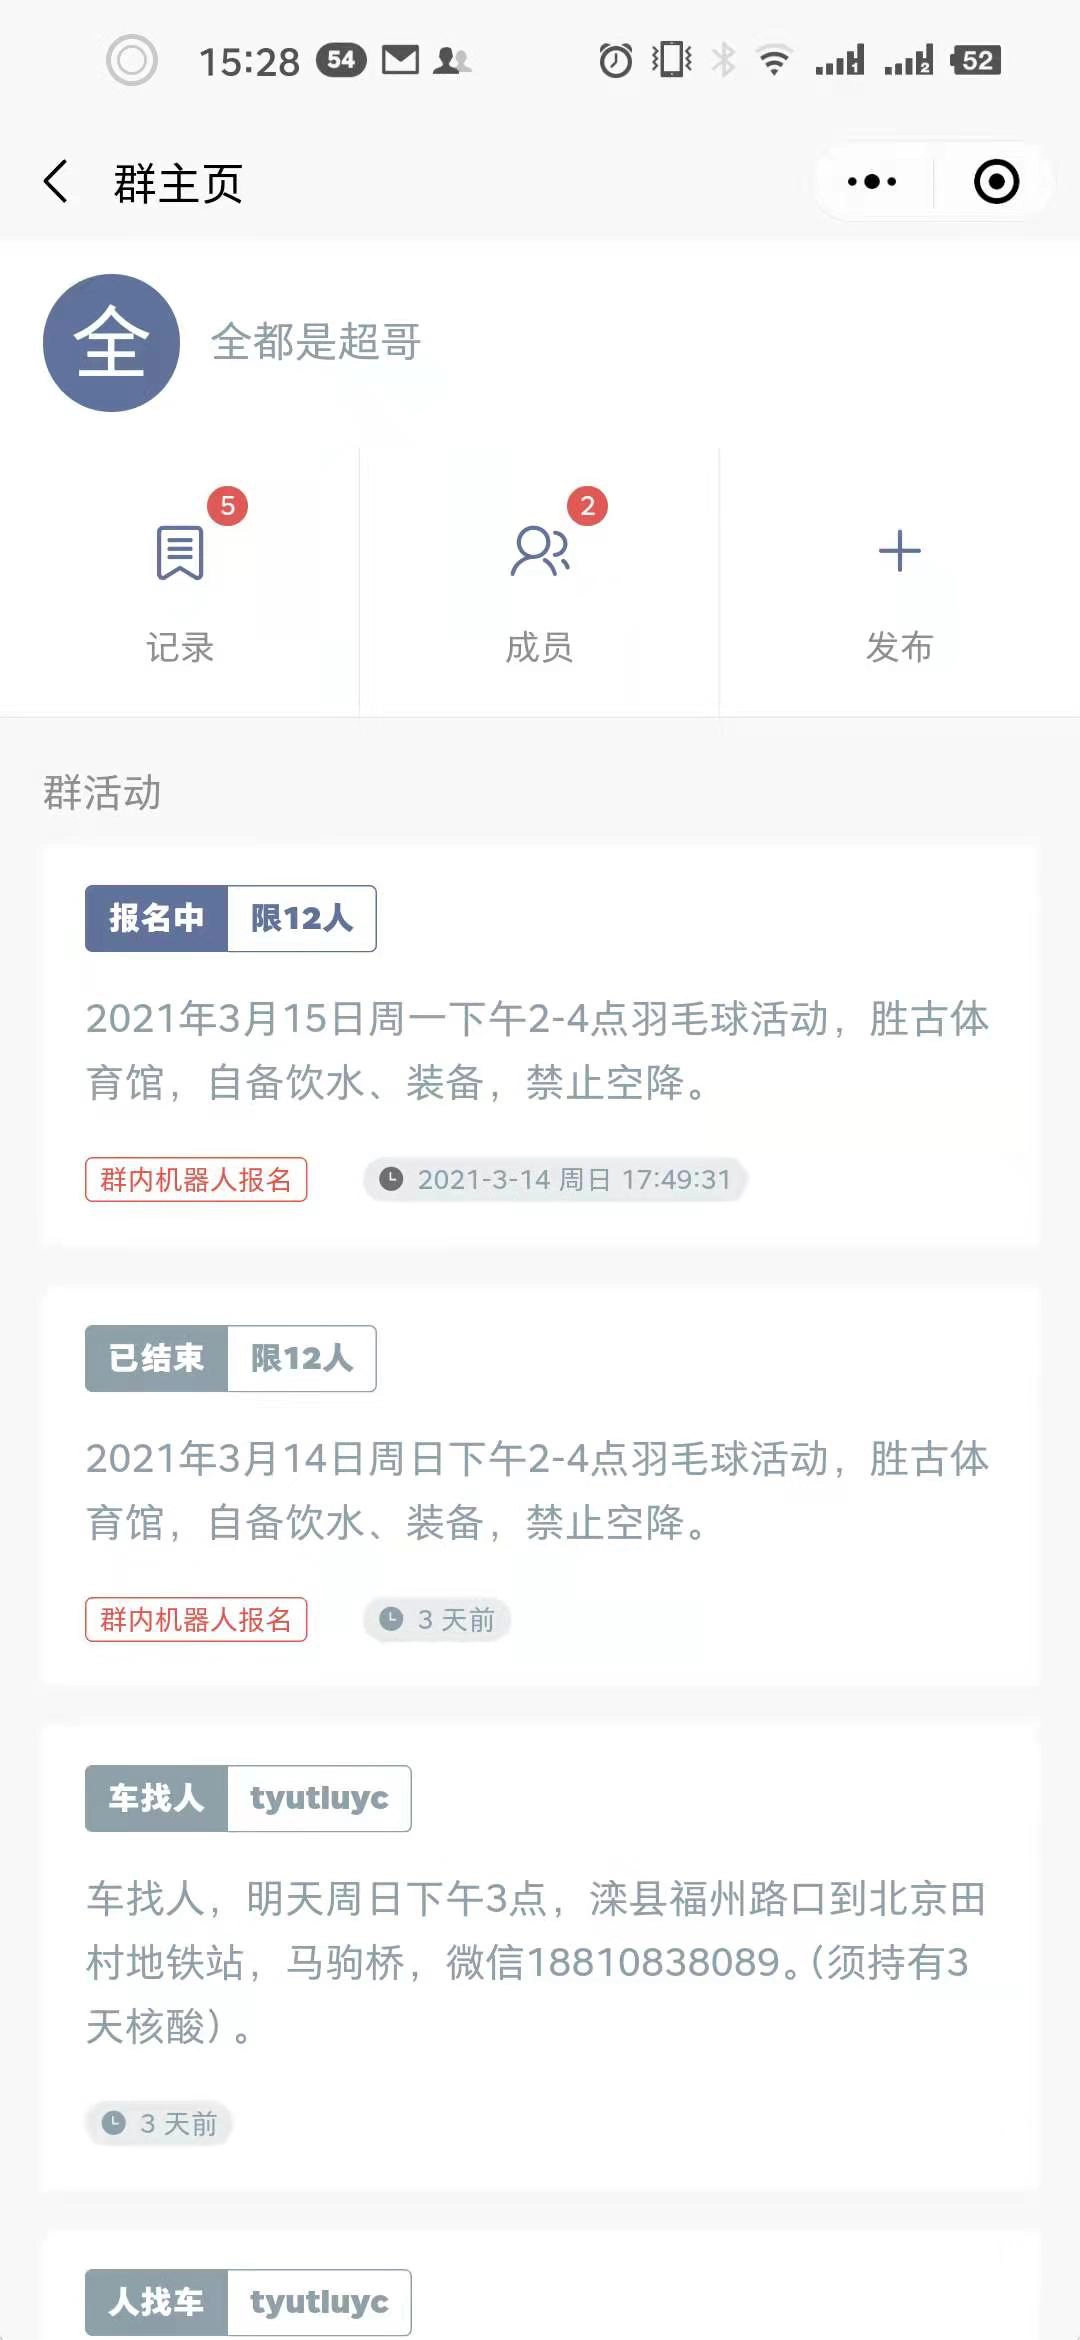 15:28 54 1 2 52
群主页
全 全都是超哥
5 2
记录 成员 发布
群活动
报名中 限12人
2021年3月15日周一下午2-4点羽毛球活动，胜古体
育馆，自备饮水、装备，禁止空降。
群内机器人报名 2021-3-14 周日 17:49:31
已结束 限12人
2021年3月14日周日下午2-4点羽毛球活动，胜古体
育馆，自备饮水、装备，禁止空降。
群内机器人报名 3 天前
车找人 tyutluyc
车找人，明天周日下午3点，滦县福州路口到北京田
村地铁站，马驹桥，微信18810838089。（须持有3
天核酸）。
3 天前
人找车 tyutluyc